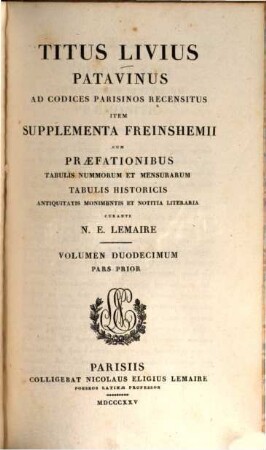 TITUS LIVIUS
PATAVINUS
AD CODICES PARISINOS RECENSITUS
ITEM
SUPPLEMENTA FREINSHEMII
CUM
PRÆFATIONIBUS
TABULIS NUMMORUM ET MENSURARUM
TABULIS HISTORICIS
ANTIQUITATIS MONIMENTIS ET NOTITIA LITERARIA
CURANTE
N. E. LEMAIRE
VOLUMEN DUODECIMUM
PARS PRIOR
PARISIIS
COLLIGEBAT NICOLAUS ELIGIUS LEMAIRE
POESEOS LATINÆ PROFESSOR
MDCCCXXV